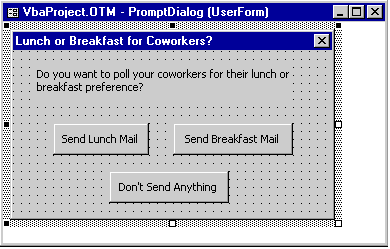 VbaProject.OTM - PromptDialog (UserForm)
Lunch or Breakfast for Coworkers?
Do you want to poll your coworkers for their lunch or
breakfast preference?
Send Lunch Mail
Send Breakfast Mail
Don't Send Anything